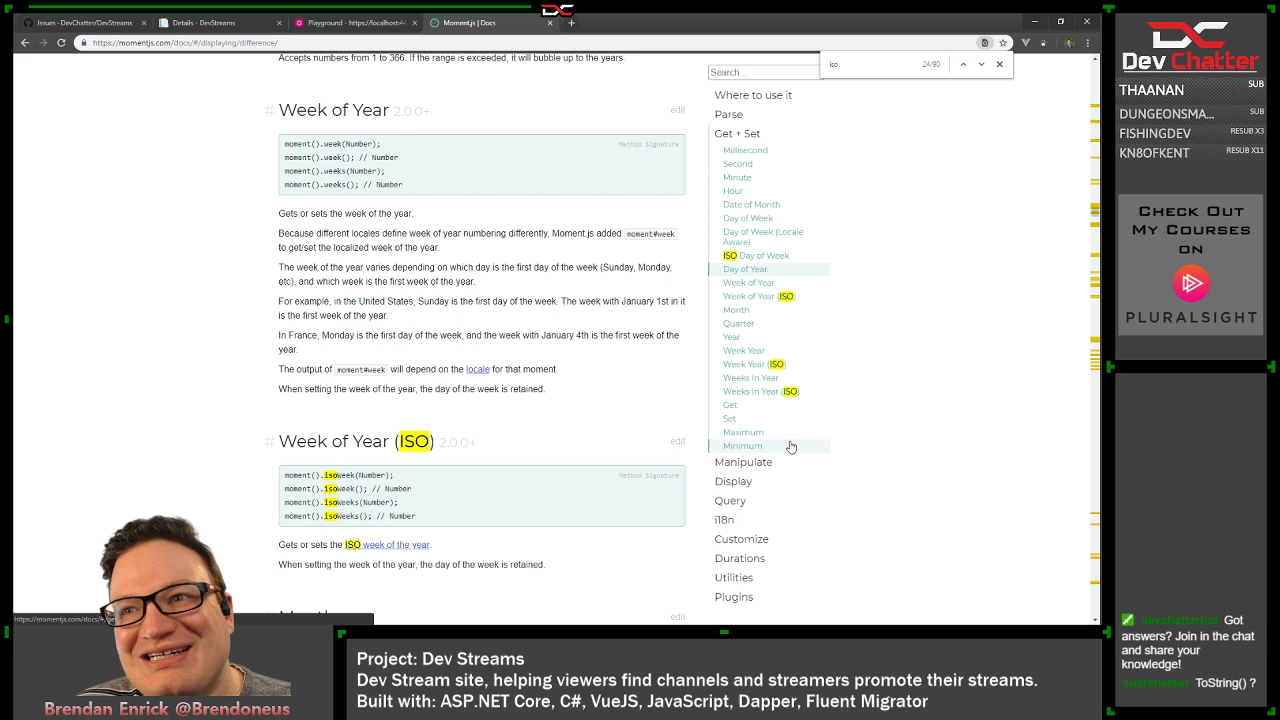 Issues - DevChatter/DevStreams
Details - DevStreams
Playground - https://localhost:44
Moment.js | Docs
https://momentjs.com/docs/#/displaying/difference/
iso
24/90
Accepts numbers from 1 to 366. If the range is exceeded, it will bubble up to the years.
# Week of Year 2.0.0+
edit
moment().week(Number);
Method Signature
moment().week(); // Number
moment().weeks(Number);
moment().weeks(); // Number
Gets or sets the week of the year.
Because different locales define week of year numbering differently, Moment.js added moment#week
to get/set the localized week of the year.
The week of the year varies depending on which day is the first day of the week (Sunday, Monday,
etc), and which week is the first week of the year.
For example, in the United States, Sunday is the first day of the week. The week with January 1st in it
is the first week of the year.
In France, Monday is the first day of the week, and the week with January 4th is the first week of the
year.
The output of moment#week will depend on the locale for that moment.
When setting the week of the year, the day of the week is retained.
# Week of Year (ISO) 2.0.0+
edit
moment().isoWeek(Number);
Method Signature
moment().isoWeek(); // Number
moment().isoWeeks(Number);
moment().isoWeeks(); // Number
Gets or sets the ISO week of the year.
When setting the week of the year, the day of the week is retained.
edit
https://momentjs.com/docs/#/
Search...
Where to use it
Parse
Get + Set
Millisecond
Second
Minute
Hour
Date of Month
Day of Week
Day of Week (Locale
Aware)
ISO Day of Week
Day of Year
Week of Year
Week of Year (ISO)
Month
Quarter
Year
Week Year
Week Year (ISO)
Weeks In Year
Weeks In Year (ISO)
Get
Set
Maximum
Minimum
Manipulate
Display
Query
i18n
Customize
Durations
Utilities
Plugins
DC
Dev Chatter
THAANAN SUB
DUNGEONSMA... SUB
FISHINGDEV RESUB X3
KN8OFKENT RESUB X11
CHECK OUT
MY COURSES
ON
PLURALSIGHT
devchatterbot Got
answers? Join in the chat
and share your
knowledge!
sushinateur ToString() ?
Brendan Enrick @Brendoneus
Project: Dev Streams
Dev Stream site, helping viewers find channels and streamers promote their streams.
Built with: ASP.NET Core, C#, VueJS, JavaScript, Dapper, Fluent Migrator